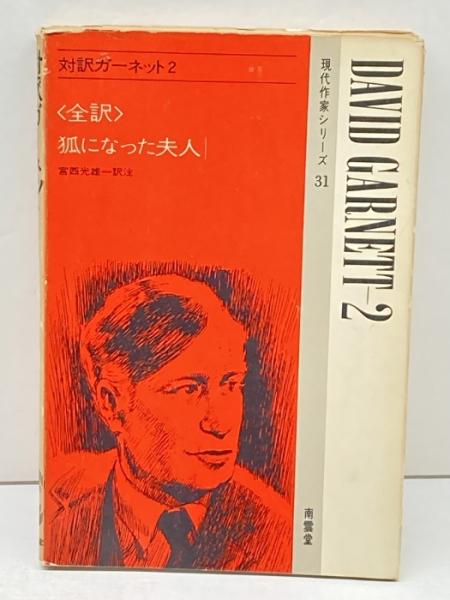 対訳ガーネット2
〈全訳〉
狐になった夫人
宮西光雄一訳注
現代作家シリーズ 31
DAVID GARNETT-2
南雲堂